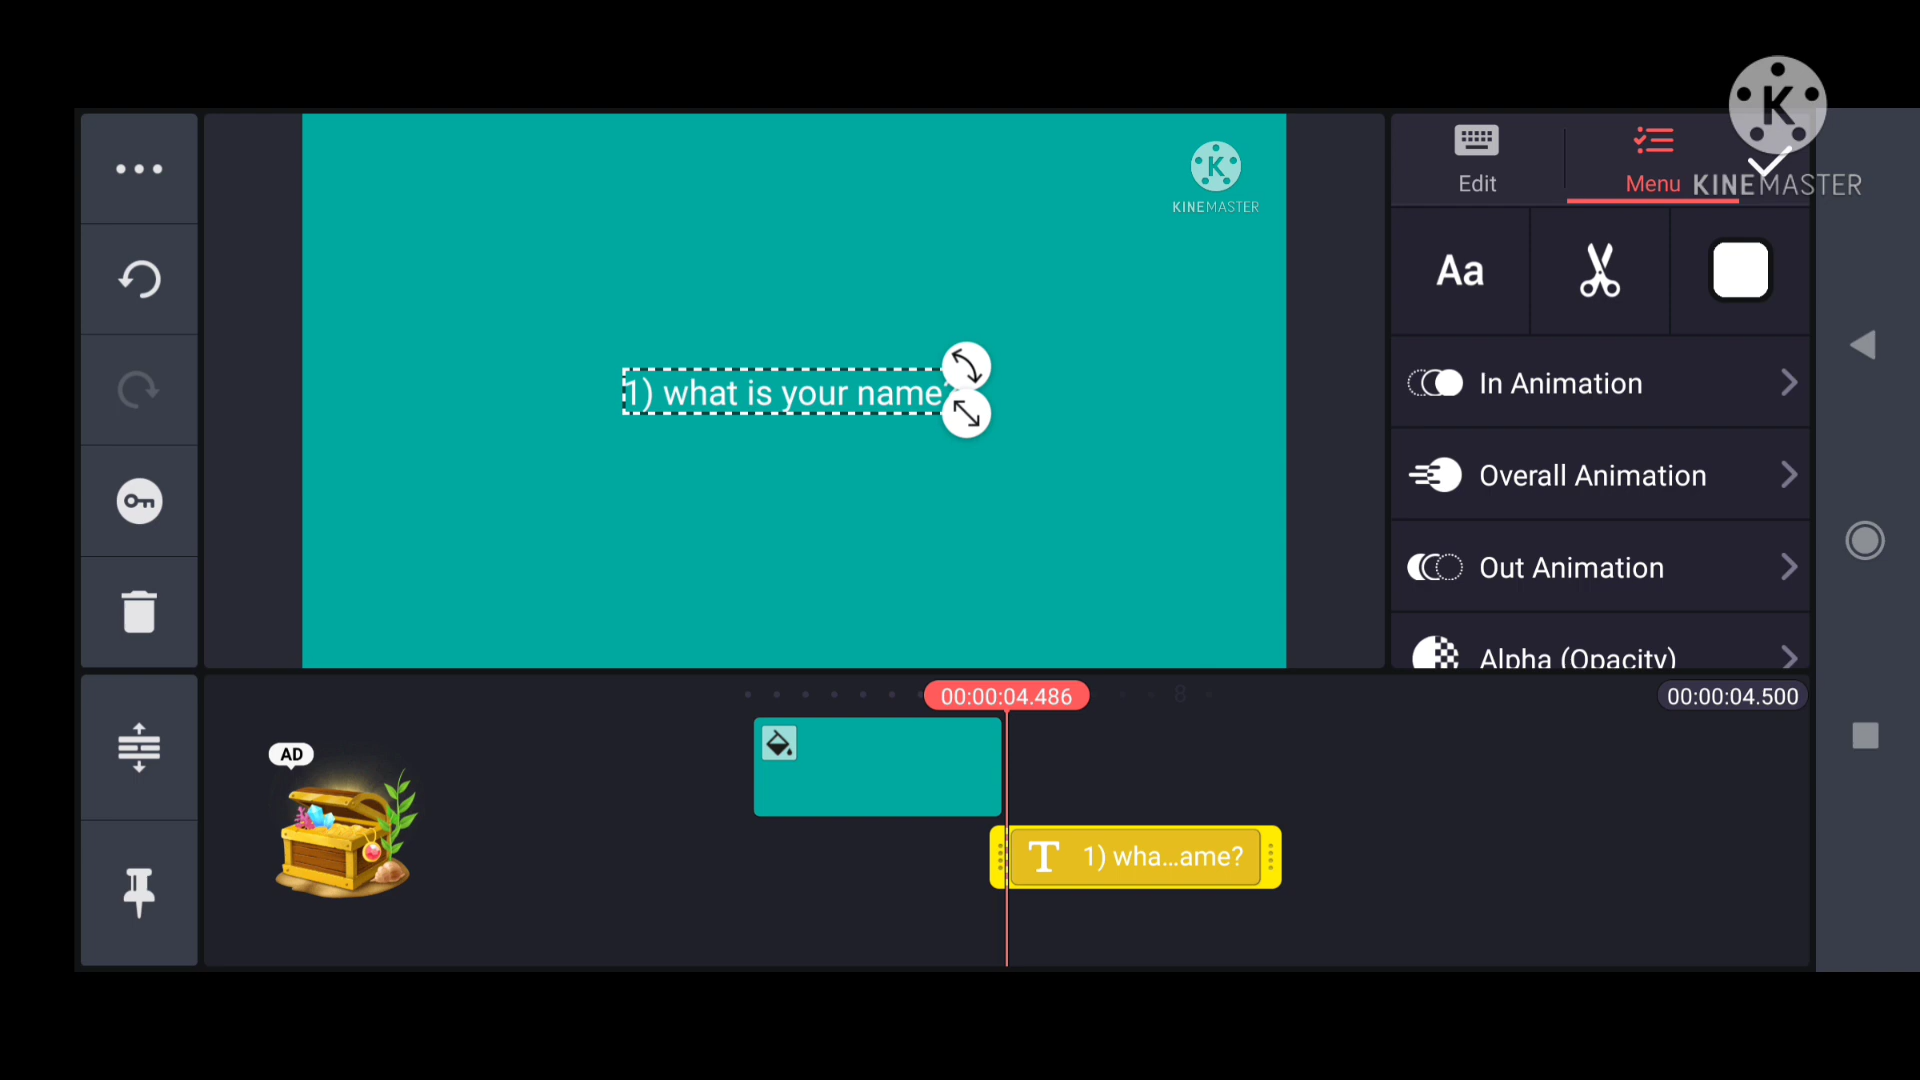 K
Edit
Menu
KINEMASTER
K
KINEMASTER
Aa
1) what is your name?
In Animation
Overall Animation
Out Animation
Alpha (Opacity)
00:00:04.486
8
00:00:04.500
AD
T 1) wha...ame?